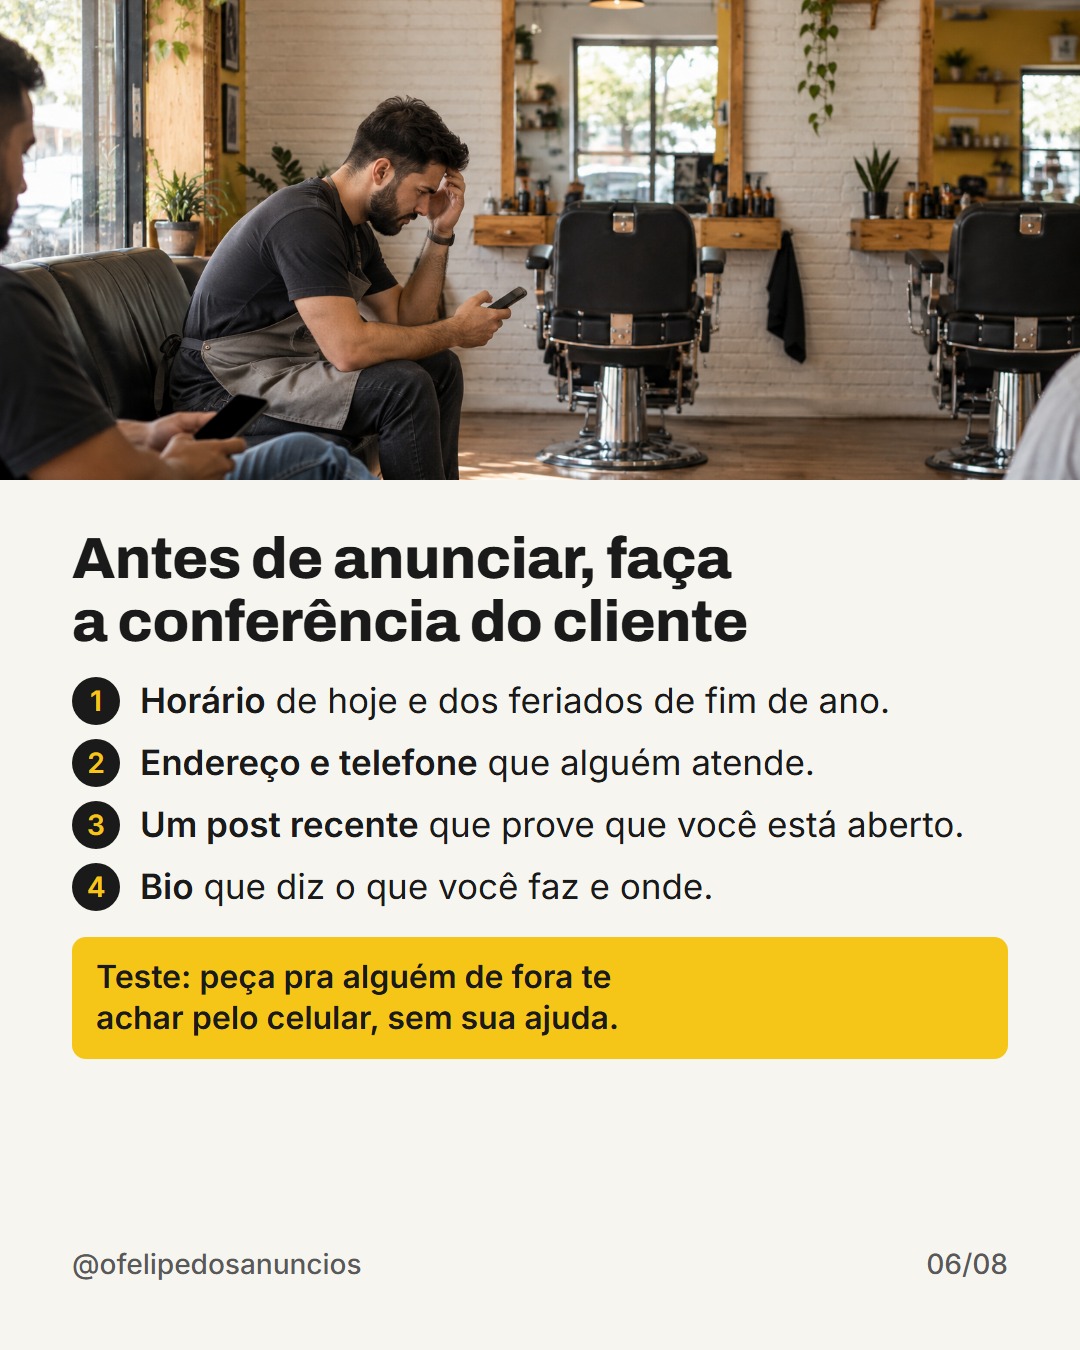 Antes de anunciar, faça
a conferência do cliente
1 Horário de hoje e dos feriados de fim de ano.
2 Endereço e telefone que alguém atende.
3 Um post recente que prove que você está aberto.
4 Bio que diz o que você faz e onde.
Teste: peça pra alguém de fora te
achar pelo celular, sem sua ajuda.
@ofelipedosanuncios
06/08